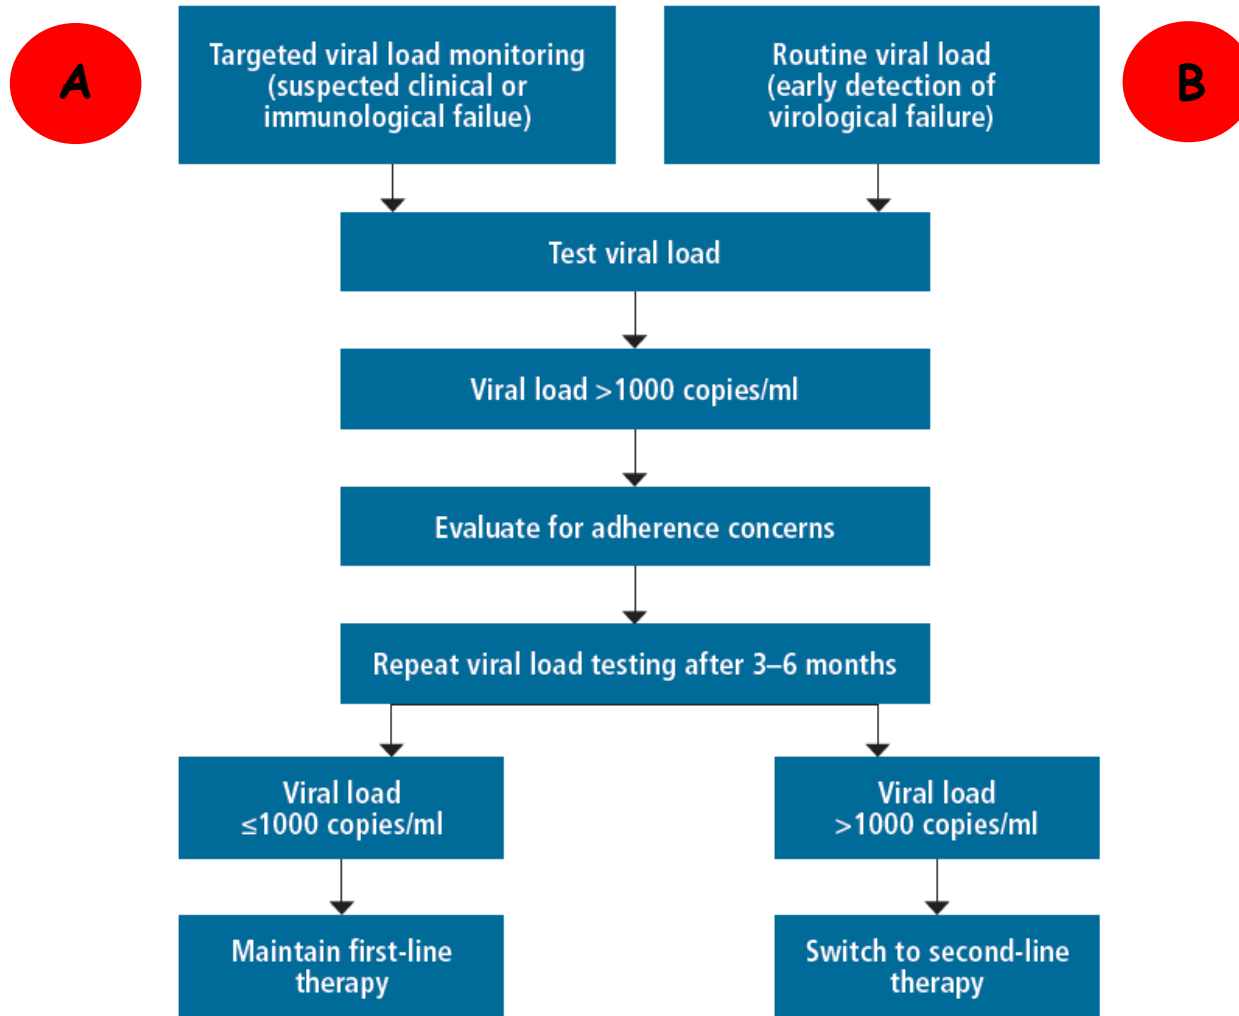 A
Targeted viral load monitoring
(suspected clinical or
immunological failue)
Routine viral load
(early detection of
virological failure)
B
Test viral load
Viral load >1000 copies/ml
Evaluate for adherence concerns
Repeat viral load testing after 3–6 months
Viral load
≤1000 copies/ml
Viral load
>1000 copies/ml
Maintain first-line
therapy
Switch to second-line
therapy